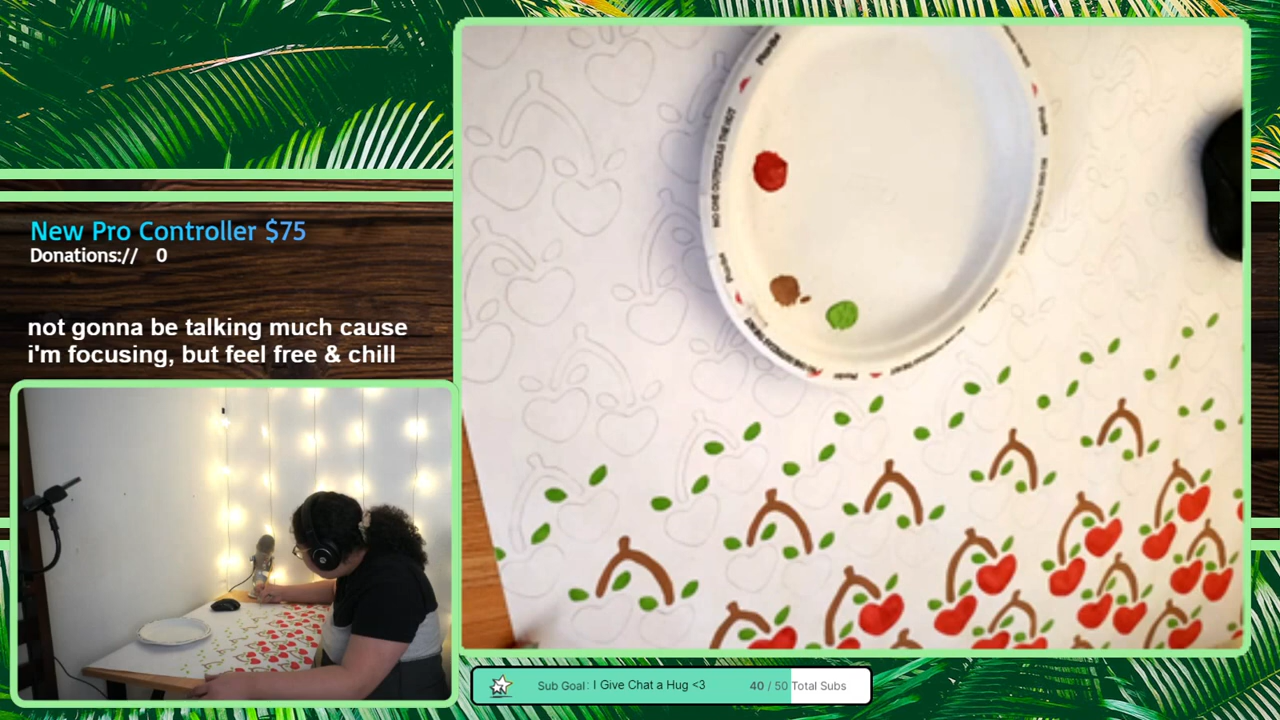 New Pro Controller $75
Donations:// 0
not gonna be talking much cause
i'm focusing, but feel free & chill
Sub Goal: I Give Chat a Hug <3 40 / 50 Total Subs